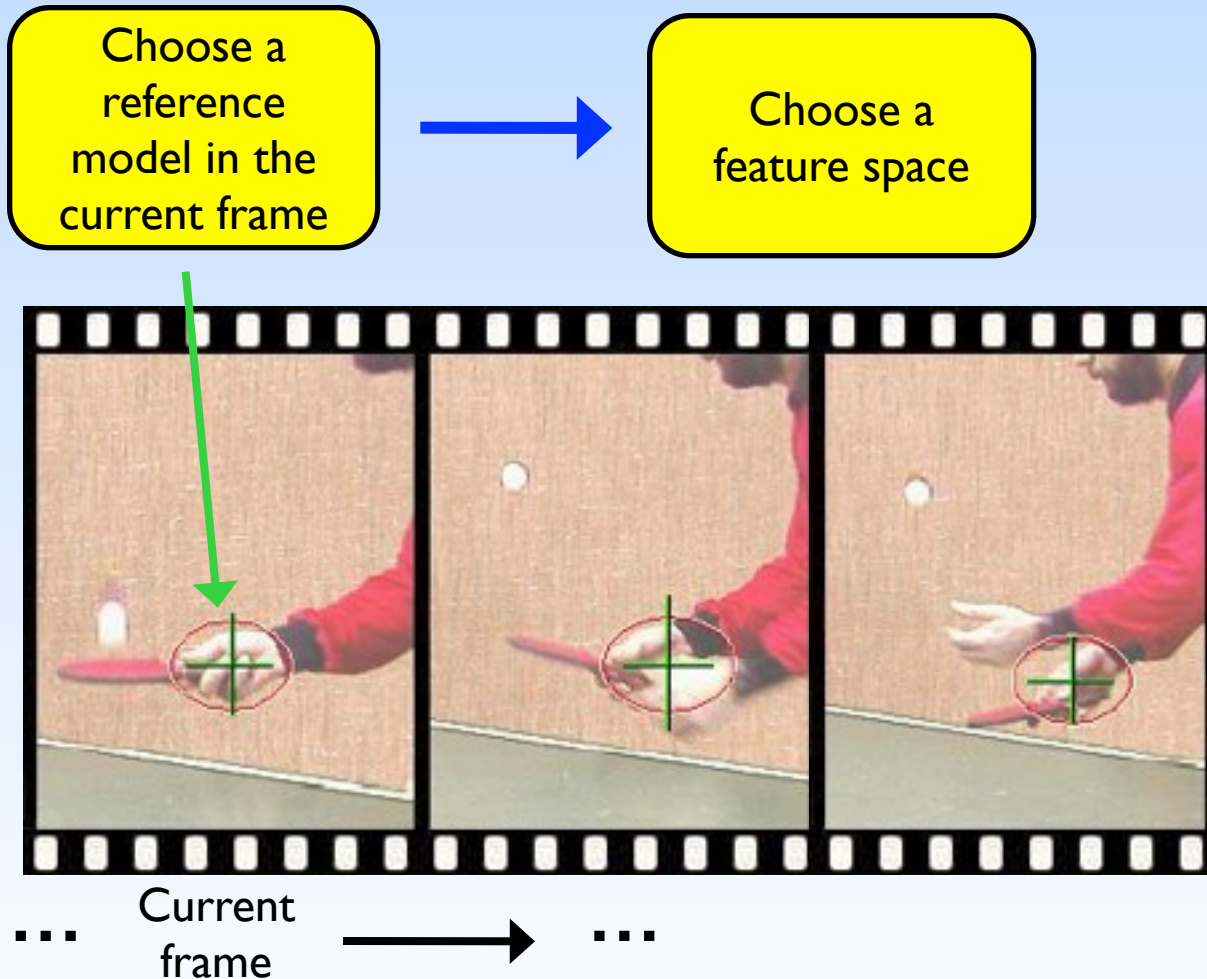 Choose a
reference
model in the
current frame
Choose a
feature space
... Current
frame
...